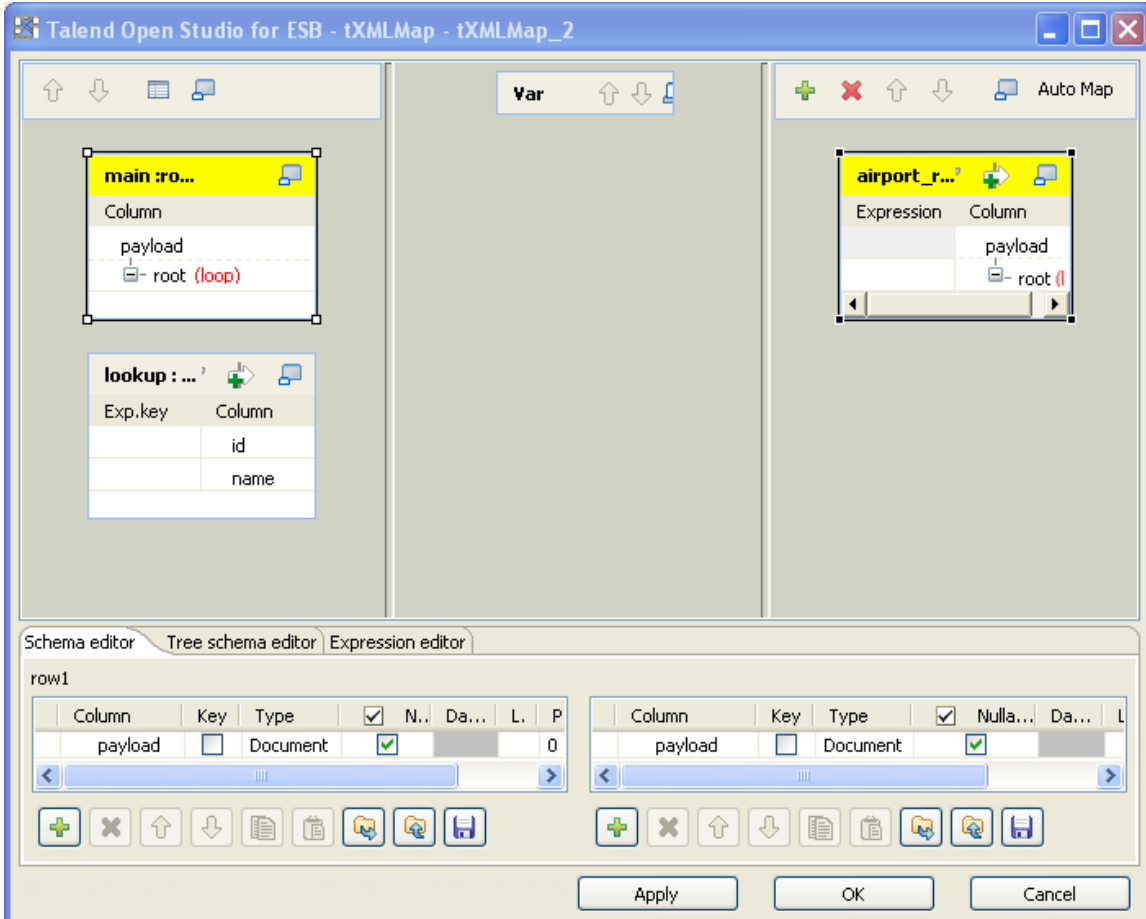 Talend Open Studio for ESB - tXMLMap - tXMLMap_2
Var
Auto Map
main :ro...
Column
payload
root (loop)
airport_r...
Expression Column
payload
root (l
lookup : ...
Exp.key Column
id
name
Schema editor Tree schema editor Expression editor
row1
Column Key Type N.. Da... L. P
payload Document 0
Column Key Type Nulla... Da... L
payload Document
Apply OK Cancel